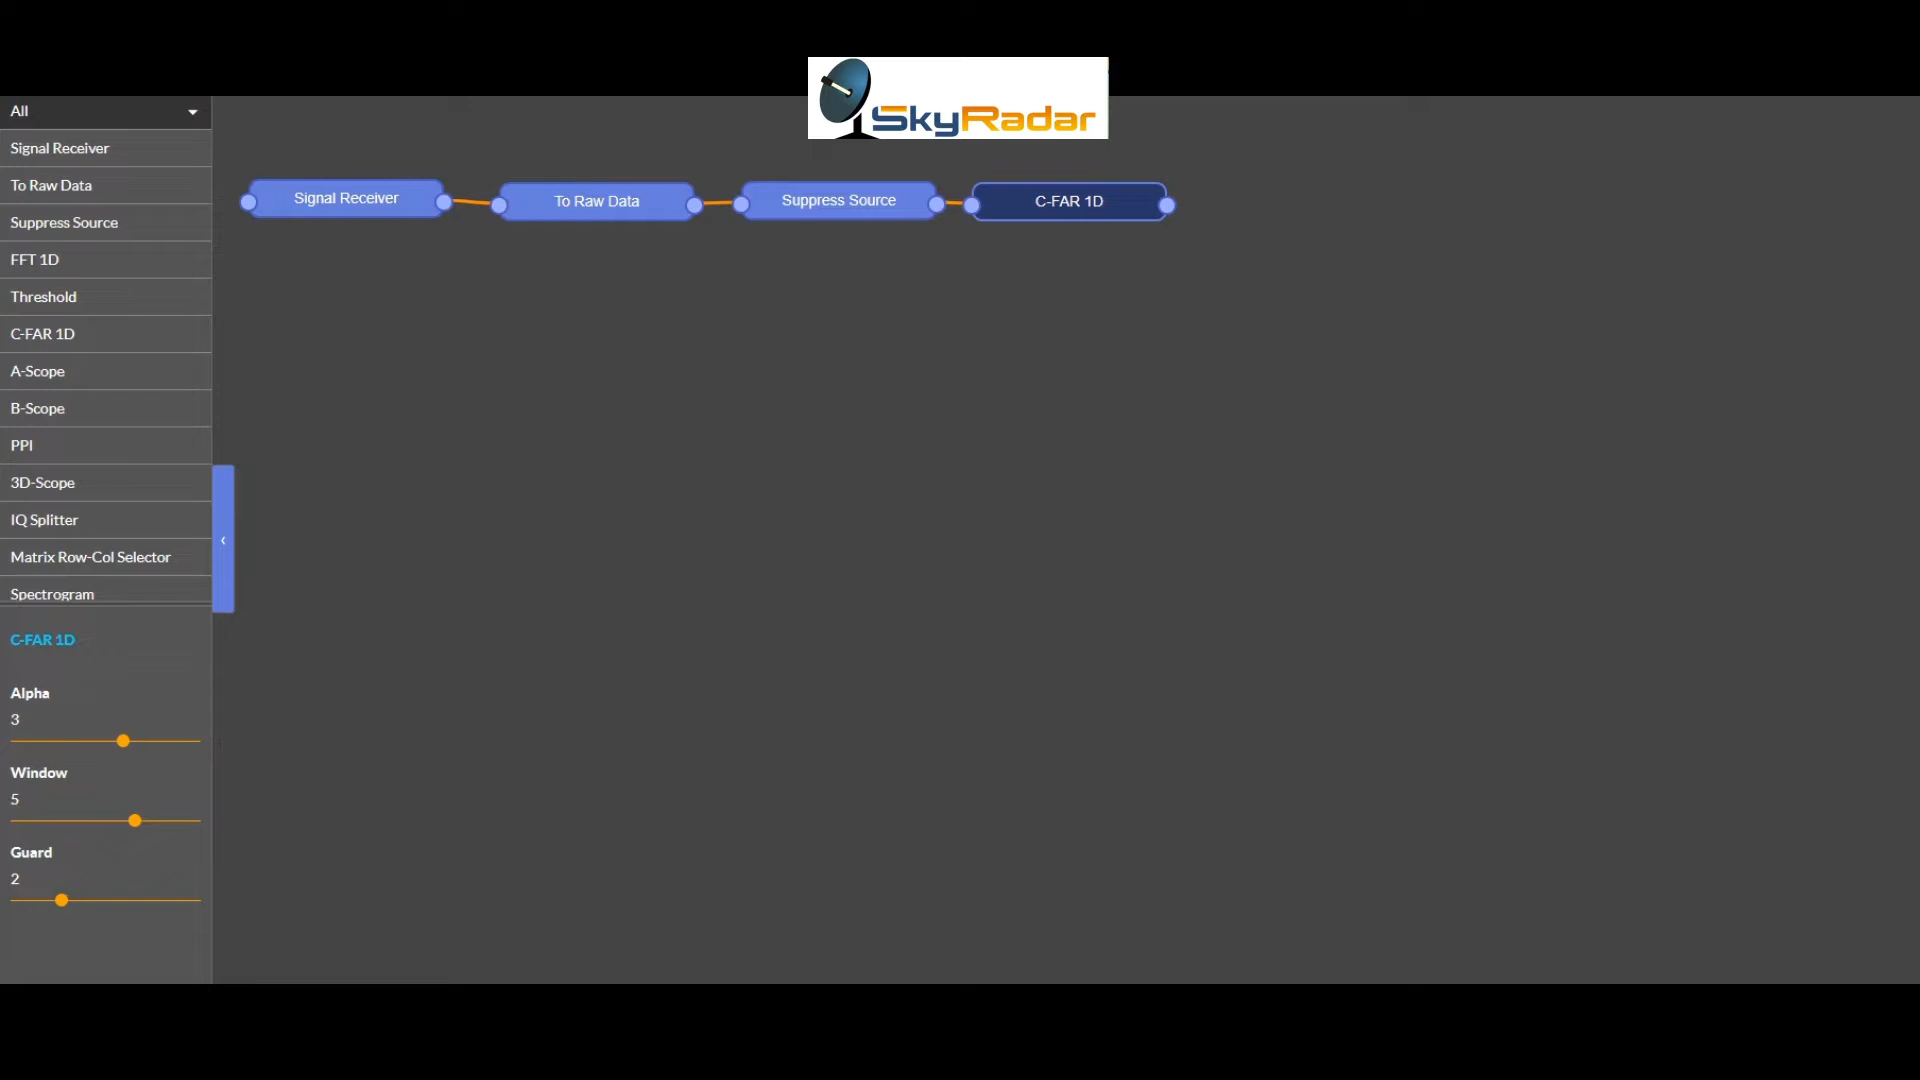 SkyRadar
All
Signal Receiver
To Raw Data
Suppress Source
FFT 1D
Threshold
C-FAR 1D
A-Scope
B-Scope
PPI
3D-Scope
IQ Splitter
Matrix Row-Col Selector
Spectrogram
C-FAR 1D
Alpha
3
Window
5
Guard
2
Signal Receiver
To Raw Data
Suppress Source
C-FAR 1D